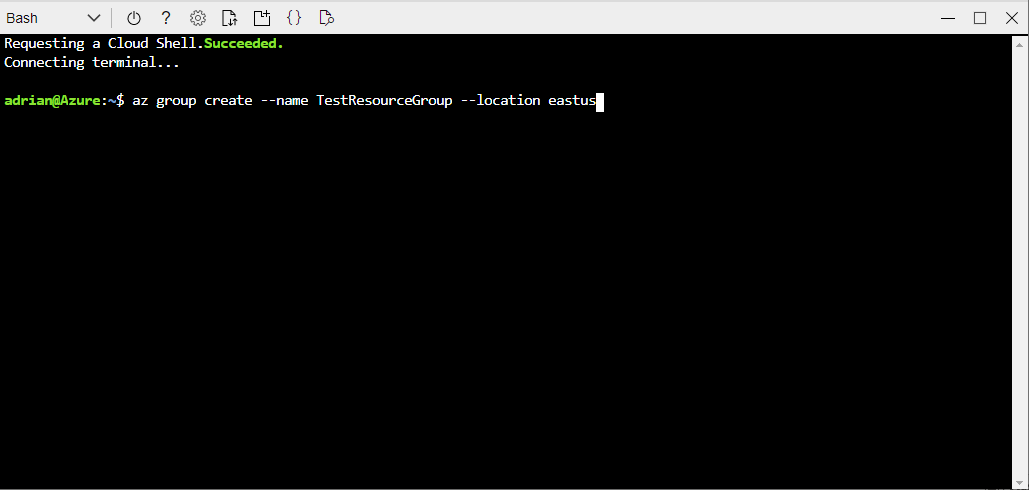 Bash
Requesting a Cloud Shell.Succeeded.
Connecting terminal...
adrian@Azure:~$ az group create --name TestResourceGroup --location eastus